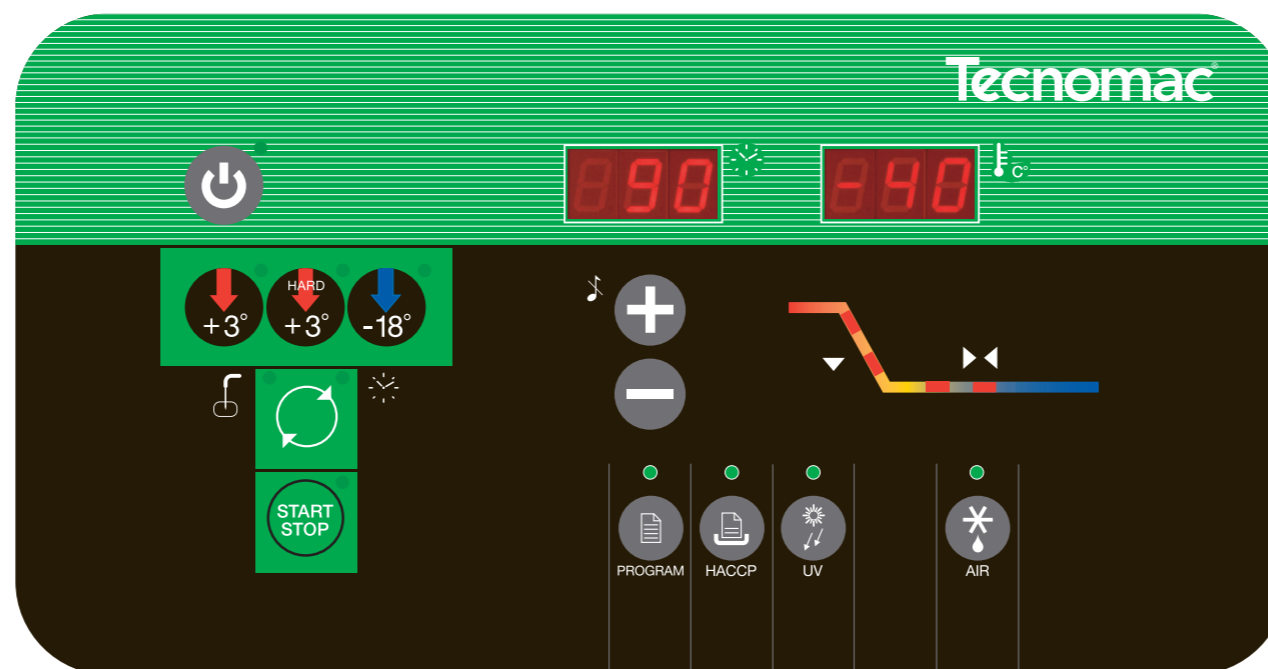 Tecnomac®
90
-40
C°
+3°
HARD
+3°
-18°
START
STOP
PROGRAM
HACCP
UV
AIR